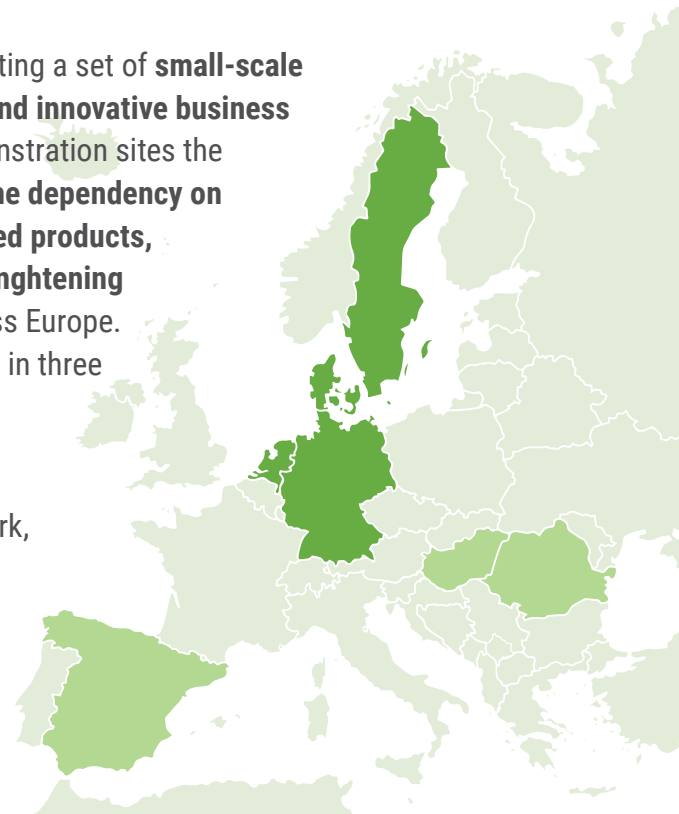 ting a set of small-scale
nd innovative business
nstration sites the
ne dependency on
ed products,
nghtening
ss Europe.
in three
rk,